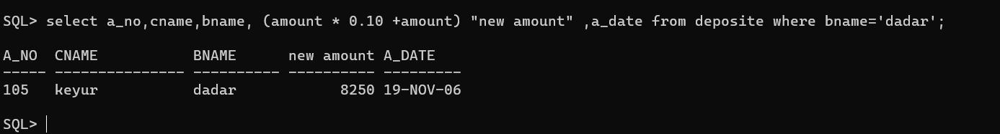 SQL> select a_no,cname,bname, (amount * 0.10 +amount) "new amount" ,a_date from deposite where bname='dadar';
A_NO  CNAME           BNAME      new amount A_DATE
----- --------------- ---------- ---------- ---------
105   keyur           dadar            8250 19-NOV-06
SQL>